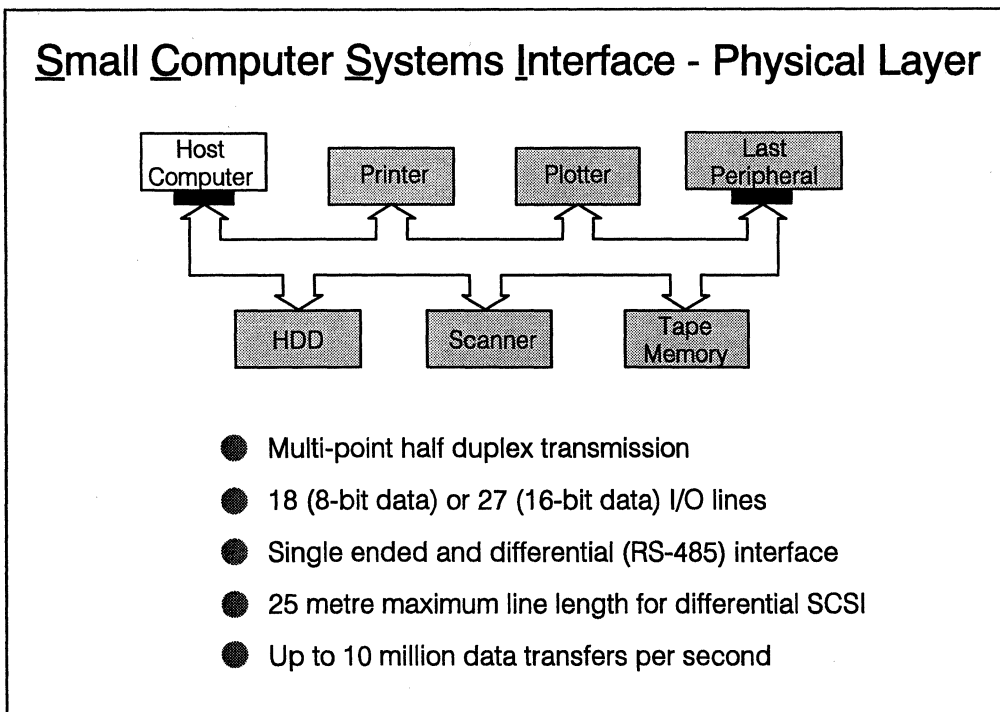 Small Computer Systems Interface - Physical Layer
Host
Computer
Printer
Plotter
Last
Peripheral
HDD
Scanner
Tape
Memory
Multi-point half duplex transmission
18 (8-bit data) or 27 (16-bit data) I/O lines
Single ended and differential (RS-485) interface
25 metre maximum line length for differential SCSI
Up to 10 million data transfers per second